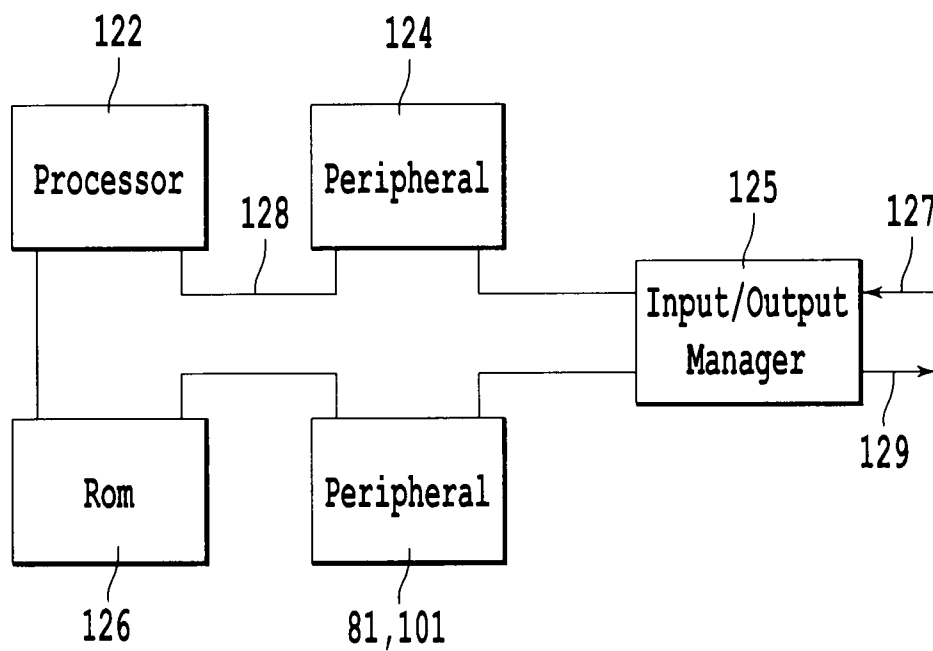 122
124
Processor
Peripheral
128
125
127
Input/Output
Manager
129
Rom
Peripheral
126
81,101